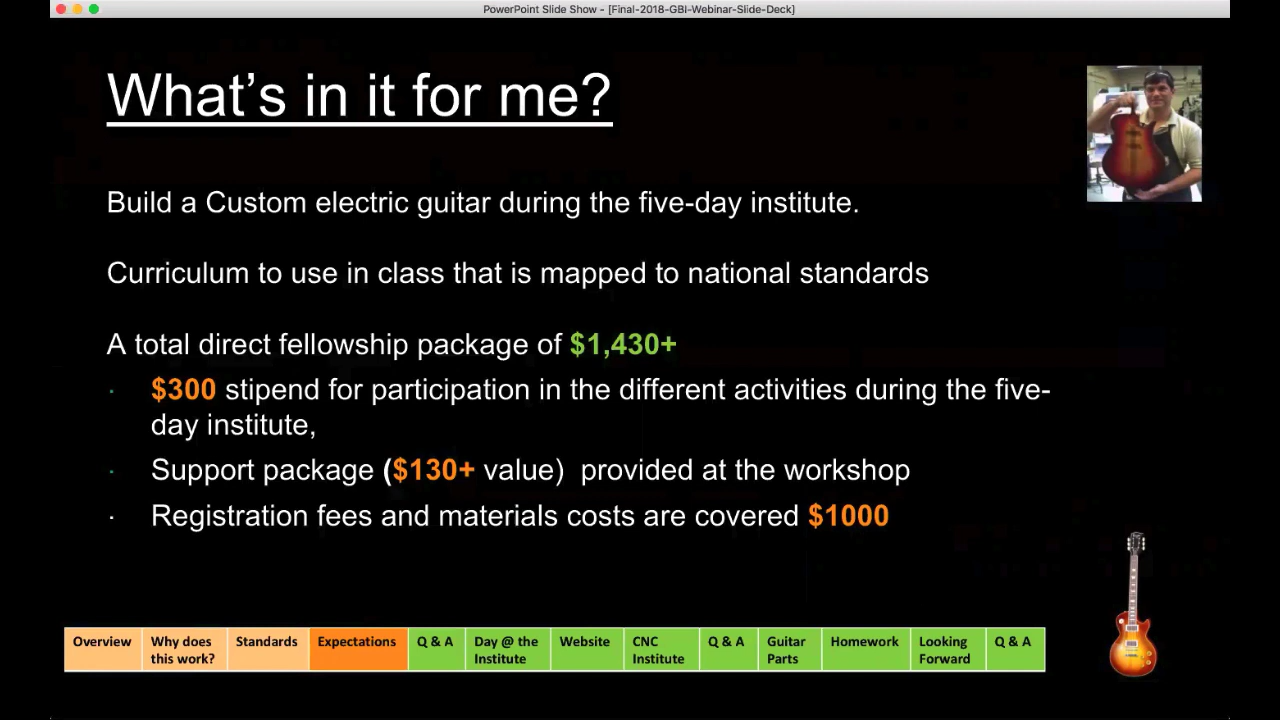 PowerPoint Slide Show - [Final-2018-GBI-Webinar-Slide-Deck]
What's in it for me?
Build a Custom electric guitar during the five-day institute.
Curriculum to use in class that is mapped to national standards
A total direct fellowship package of $1,430+
· $300 stipend for participation in the different activities during the five-
day institute,
· Support package ($130+ value)  provided at the workshop
· Registration fees and materials costs are covered $1000
Overview
Why does
this work?
Standards
Expectations
Q & A
Day @ the
Institute
Website
CNC
Institute
Q & A
Guitar
Parts
Homework
Looking
Forward
Q & A